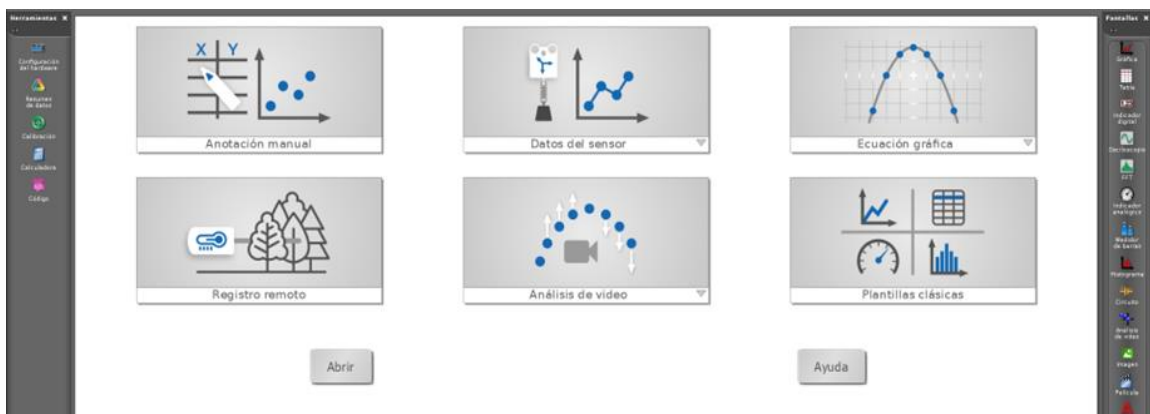 Herramientas
Configuración
del hardware
Resumen
de datos
Calibración
Calculadora
Código
X Y
Anotación manual
Datos del sensor
Ecuación gráfica
Registro remoto
Análisis de video
Plantillas clásicas
Abrir
Ayuda
Pantallas
Gráfica
Tabla
Indicador
digital
Osciloscopio
FFT
Indicador
analógico
Medidor
de barras
Histograma
Circuito
Análisis
de video
Imagen
Película